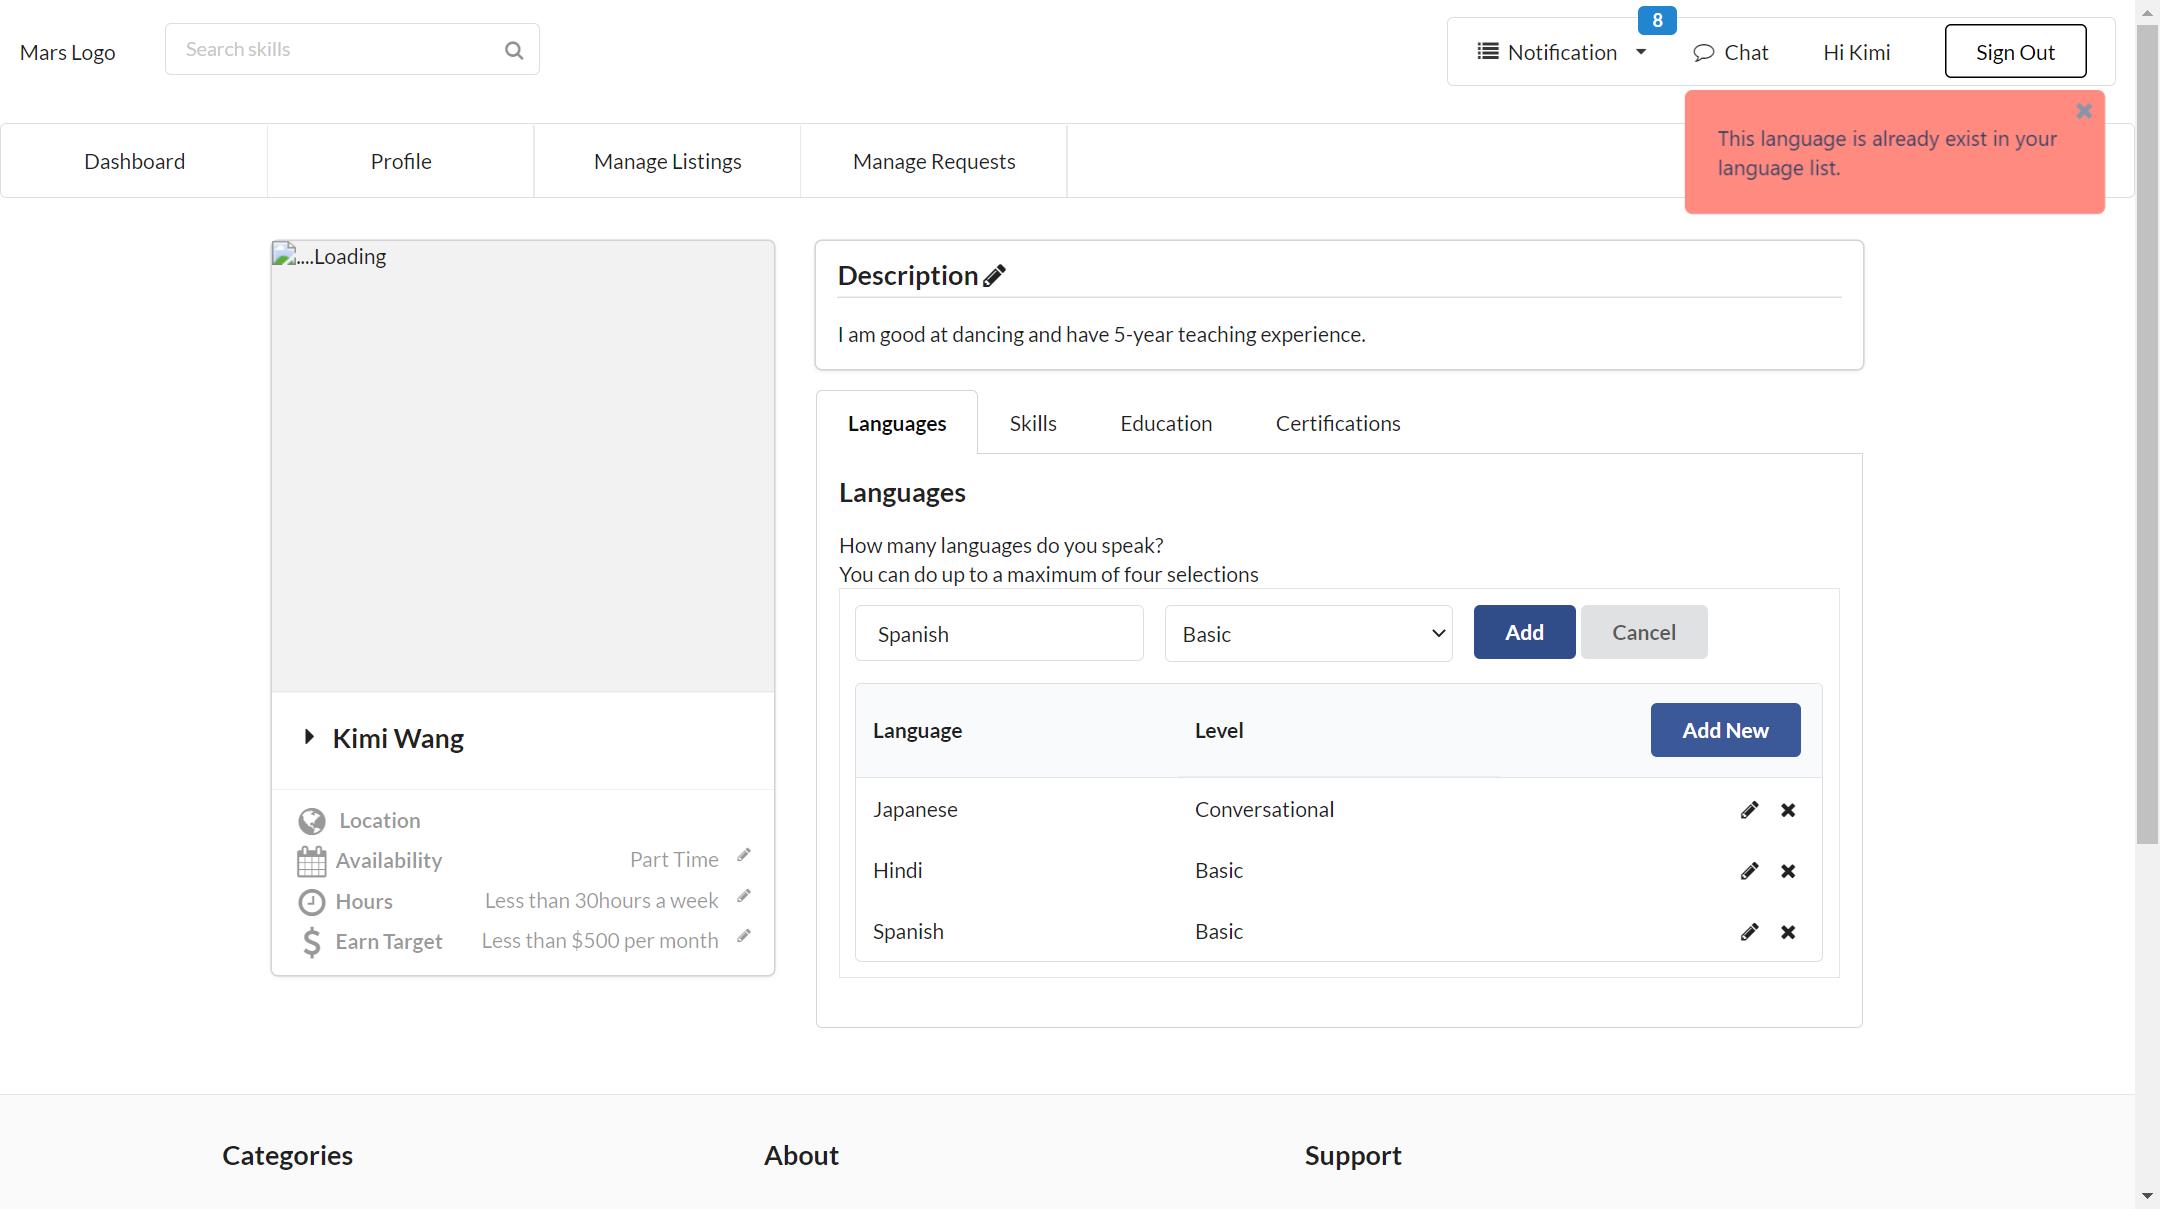 Mars Logo
Search skills
8
Notification
Chat
Hi Kimi
Sign Out
This language is already exist in your
language list.
Dashboard
Profile
Manage Listings
Manage Requests
....Loading
Kimi Wang
Location
Availability
Part Time
Hours
Less than 30hours a week
Earn Target
Less than $500 per month
Description
I am good at dancing and have 5-year teaching experience.
Languages
Skills
Education
Certifications
Languages
How many languages do you speak?
You can do up to a maximum of four selections
Spanish
Basic
Add
Cancel
Language
Level
Add New
Japanese
Conversational
Hindi
Basic
Spanish
Basic
Categories
About
Support